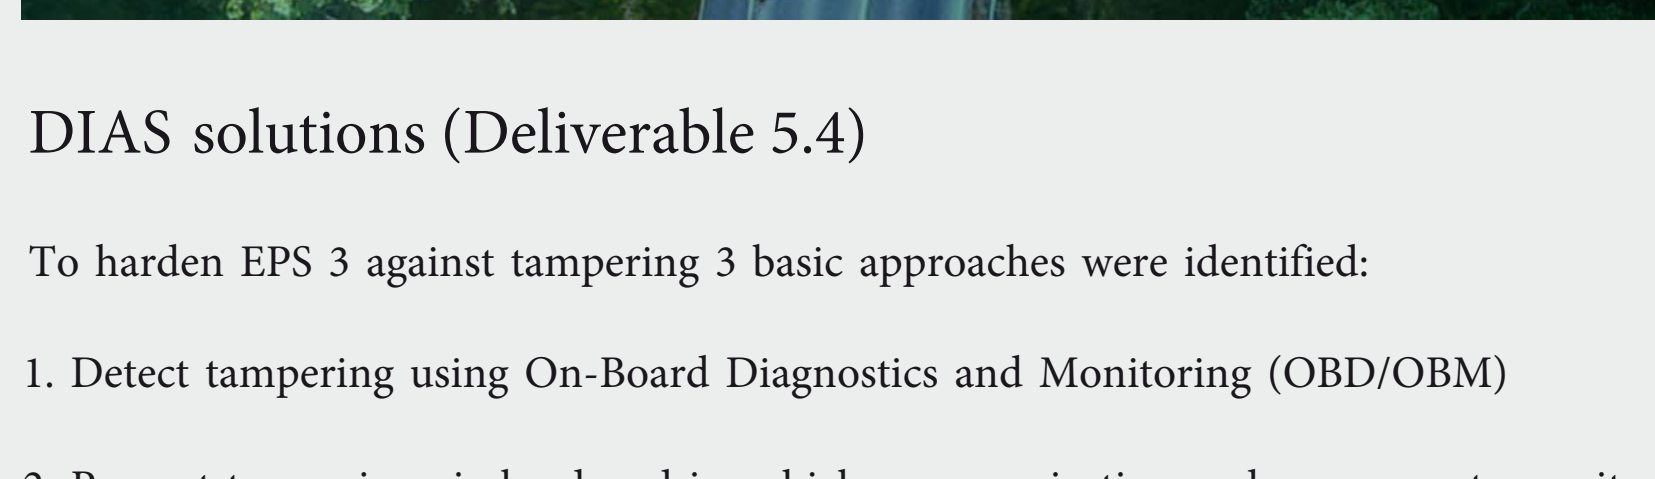 DIAS solutions (Deliverable 5.4)
To harden EPS 3 against tampering 3 basic approaches were identified:
1. Detect tampering using On-Board Diagnostics and Monitoring (OBD/OBM)